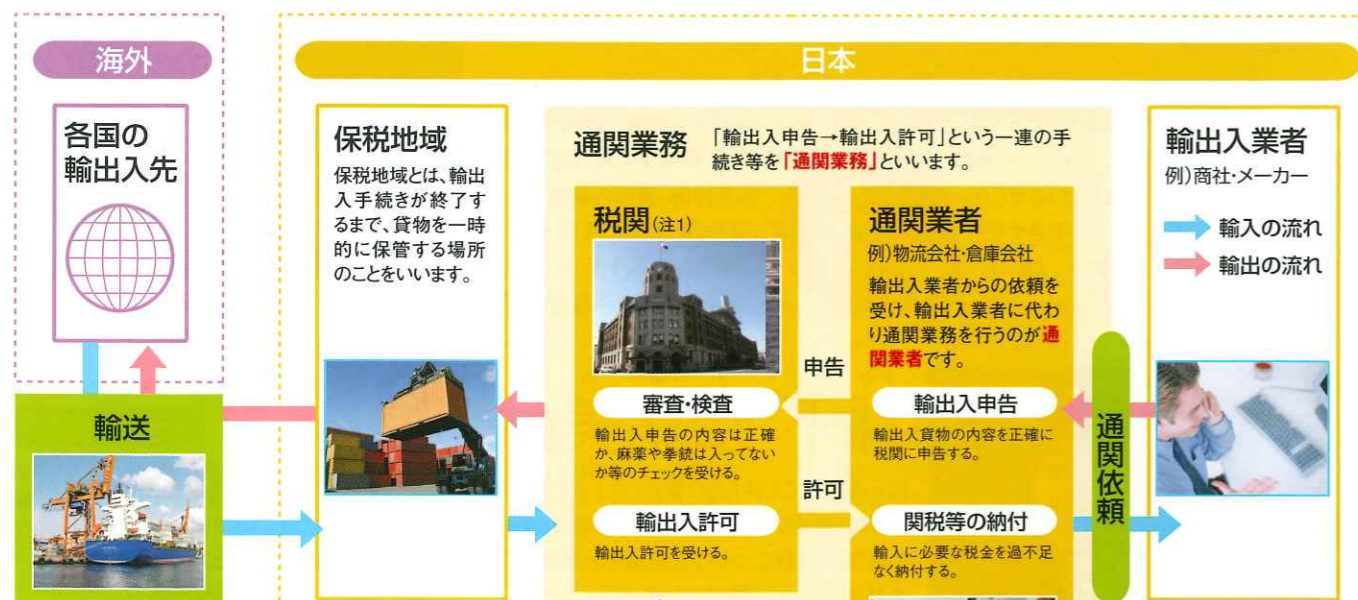 海外
日本
各国の
輸出入先
輸送
保税地域
保税地域とは、輸出
入手続きが終了す
るまで、貨物を一時
的に保管する場所
のことをいいます。
通関業務
「輸出入申告→輸出入許可」という一連の手
続き等を「通関業務」といいます。
税関(注1)
審査・検査
輸出入申告の内容は正確
か、麻薬や拳銃は入ってない
か等のチェックを受ける。
輸出入許可
輸出入許可を受ける。
申告
許可
通関業者
例)物流会社・倉庫会社
輸出入業者からの依頼を
受け、輸出入業者に代わ
り通関業務を行うのが通
関業者です。
輸出入申告
輸出入貨物の内容を正確に
税関に申告する。
関税等の納付
輸入に必要な税金を過不足
なく納付する。
通関依頼
輸出入業者
例)商社・メーカー
輸入の流れ
輸出の流れ